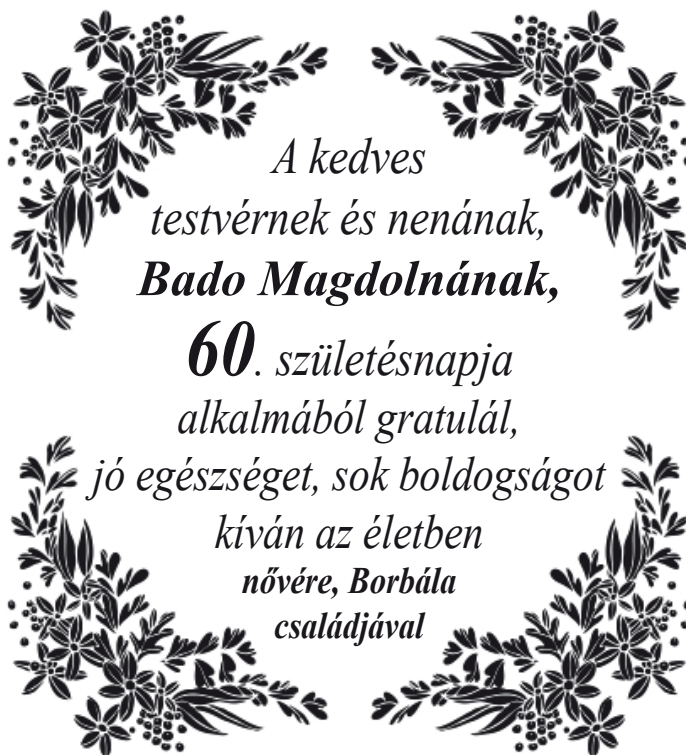 A kedves
testvérnek és nenának,
Bado Magdolnának,
60. születésnapja
alkalmából gratulál,
jó egészséget, sok boldogságot
kíván az életben
nővére, Borbála
családjával